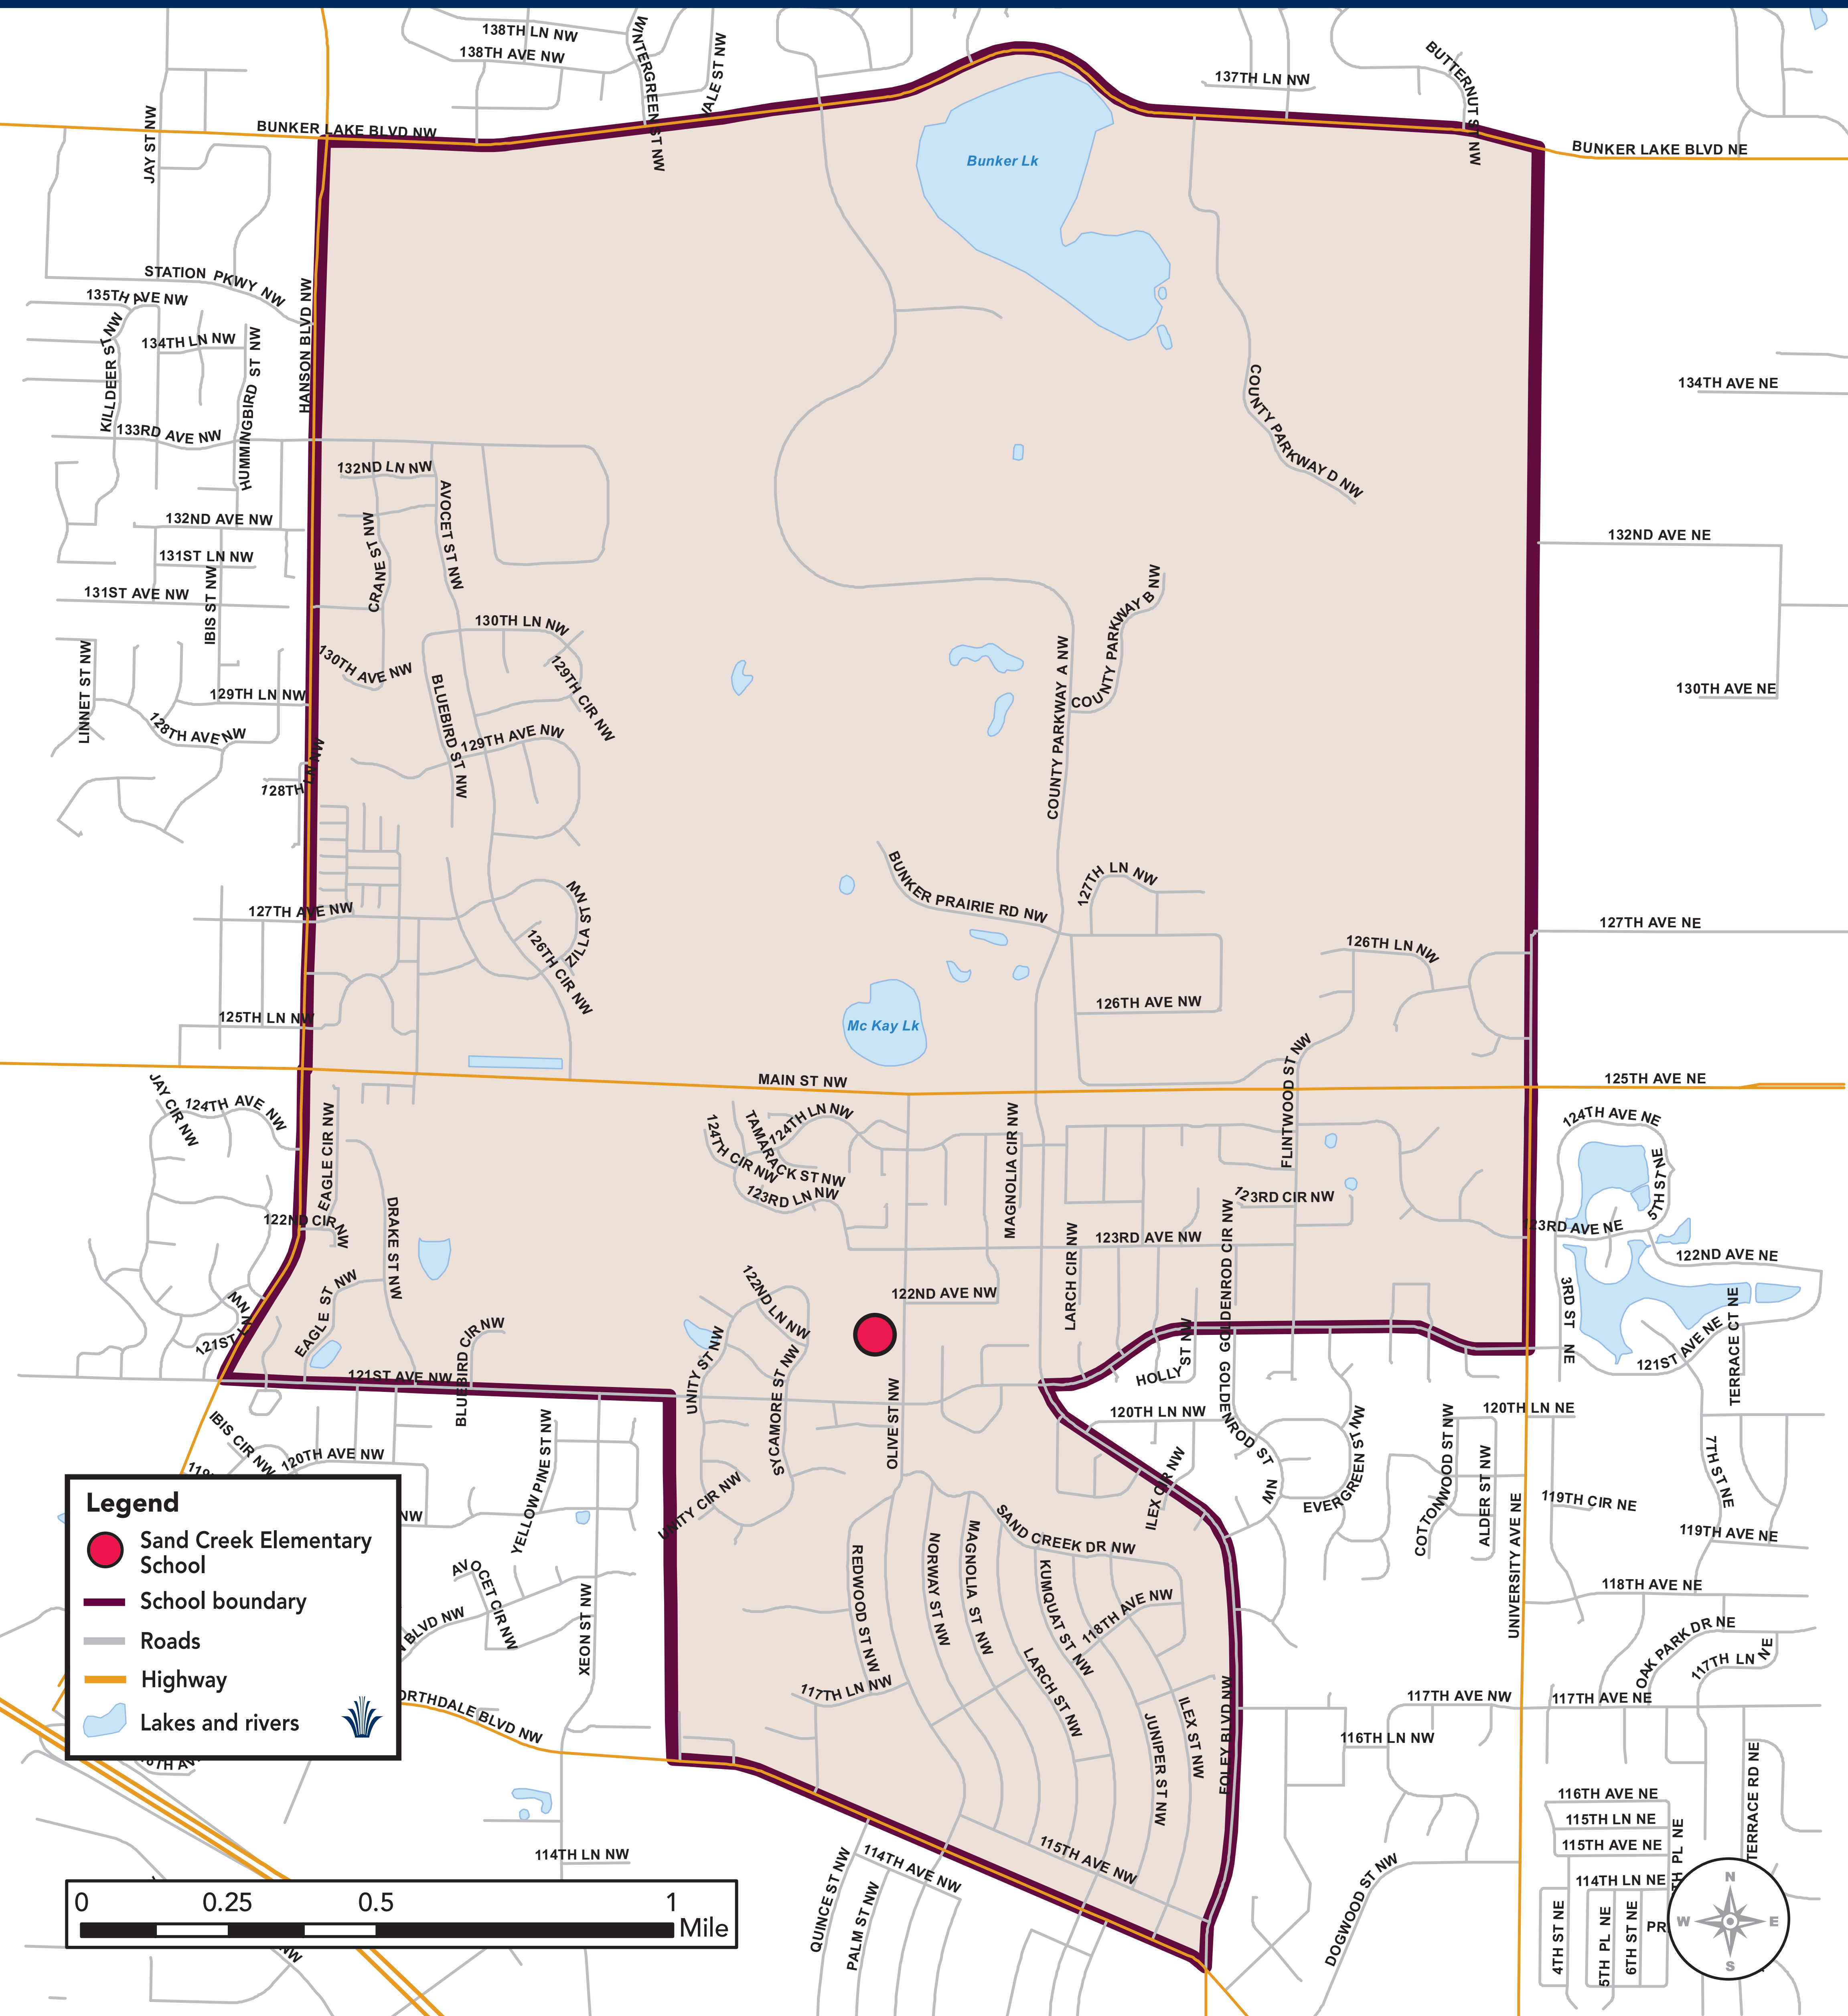 138TH LN NW
138TH AVE NW
WINTERGREEN ST NW
VALE ST NW
137TH LN NW
BUTTERNUT ST NW
JAY ST NW
BUNKER LAKE BLVD NW
BUNKER LAKE BLVD NE
Bunker Lk
STATION PKWY NW
135TH AVE NW
KILLDEER ST NW
134TH LN NW
HUMMINGBIRD ST NW
HANSON BLVD NW
134TH AVE NE
COUNTY PARKWAY D NW
133RD AVE NW
132ND LN NW
AVOCET ST NW
CRANE ST NW
132ND AVE NW
132ND AVE NE
131ST LN NW
131ST AVE NW
IBIS ST NW
LINNET ST NW
130TH LN NW
130TH AVE NW
129TH CIR NW
BLUEBIRD ST NW
129TH AVE NW
129TH LN NW
128TH AVE NW
128TH LN NW
COUNTY PARKWAY B NW
COUNTY PARKWAY A NW
130TH AVE NE
BUNKER PRAIRIE RD NW
127TH LN NW
127TH AVE NW
ZILLA ST NW
126TH CIR NW
126TH LN NW
127TH AVE NE
126TH AVE NW
125TH LN NW
Mc Kay Lk
MAIN ST NW
FLINTWOOD ST NW
125TH AVE NE
JAY CIR NW
124TH AVE NW
EAGLE CIR NW
124TH CIR NW
TAMARACK ST NW
124TH LN NW
123RD LN NW
MAGNOLIA CIR NW
124TH AVE NE
5TH ST NE
123RD CIR NW
123RD AVE NE
122ND CIR NW
DRAKE ST NW
123RD AVE NW
LARCH CIR NW
GOLDENROD CIR NW
122ND AVE NE
EAGLE ST NW
122ND LN NW
122ND AVE NW
3RD ST NE
TERRACE CT NE
121ST LN NW
BLUEBIRD CIR NW
121ST AVE NW
UNITY ST NW
SYCAMORE ST NW
OLIVE ST NW
HOLLY ST NW
GOLDENROD ST NW
121ST AVE NE
120TH LN NW
120TH LN NE
IBIS CIR NW
120TH AVE NW
119
YELLOW PINE ST NW
UNITY CIR NW
ILEX CIR NW
EVERGREEN ST NW
COTTONWOOD ST NW
ALDER ST NW
UNIVERSITY AVE NE
7TH ST NE
119TH CIR NE
119TH AVE NE
Legend
Sand Creek Elementary
School
School boundary
Roads
Highway
Lakes and rivers
NW
AVOCET CIR NW
N BLVD NW
XEON ST NW
ORTHDALE BLVD NW
REDWOOD ST NW
NORWAY ST NW
MAGNOLIA ST NW
SAND CREEK DR NW
KUMQUAT ST NW
118TH AVE NW
LARCH ST NW
117TH LN NW
JUNIPER ST NW
ILEX ST NW
FOLEY BLVD NW
118TH AVE NE
OAK PARK DR NE
117TH LN NE
117TH AVE NW
117TH AVE NE
116TH LN NW
116TH AVE NE
115TH LN NE
115TH AVE NE
114TH LN NE
TH PL NE
TERRACE RD NE
114TH LN NW
QUINCE ST NW
PALM ST NW
114TH AVE NW
115TH AVE NW
DOGWOOD ST NW
4TH ST NE
5TH PL NE
6TH ST NE
PR
0 0.25 0.5 1
Mile
NW
N
W E
S